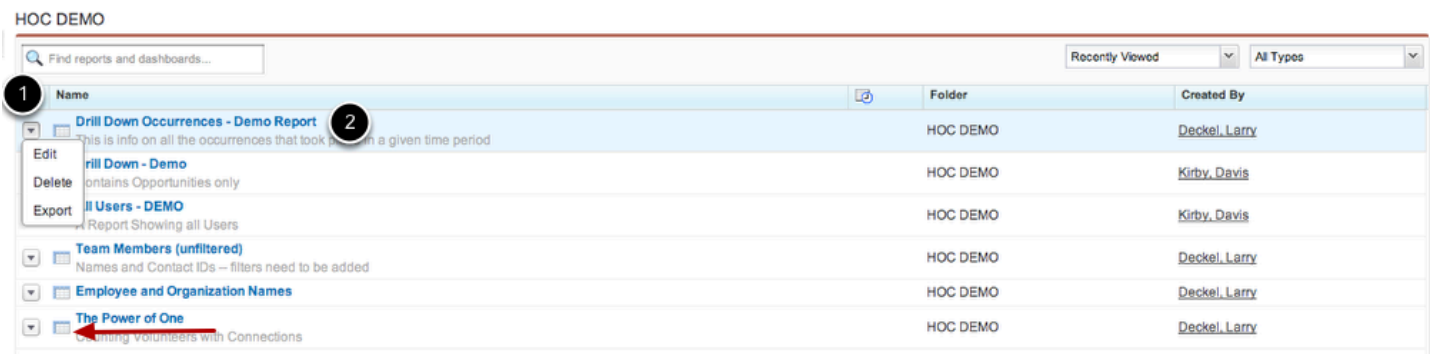 HOC DEMO
Find reports and dashboards...
Recently Viewed
All Types
1
Name
Folder
Created By
Drill Down Occurrences - Demo Report
2
HOC DEMO
Deckel, Larry
This is info on all the occurrences that took in a given time period
Edit
rill Down - Demo
HOC DEMO
Kirby, Davis
Delete
ontains Opportunities only
Export
ll Users - DEMO
HOC DEMO
Kirby, Davis
A Report Showing all Users
Team Members (unfiltered)
HOC DEMO
Deckel, Larry
Names and Contact IDs -- filters need to be added
Employee and Organization Names
HOC DEMO
Deckel, Larry
The Power of One
HOC DEMO
Deckel, Larry
Counting Volunteers with Connections